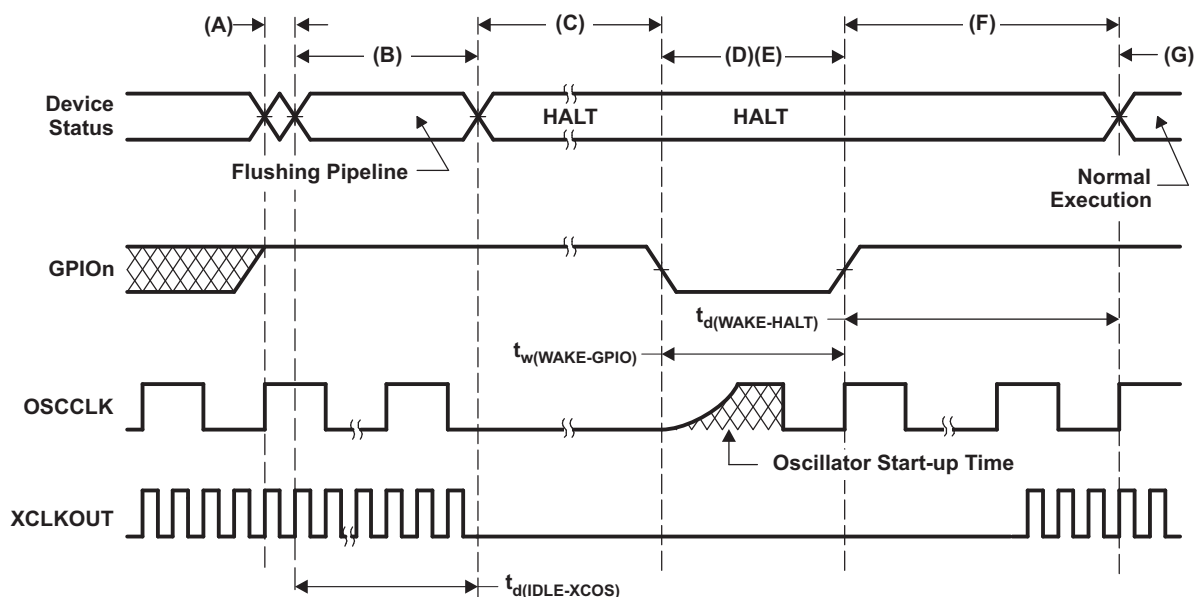 (A)
(B)
(C)
(D)(E)
(F)
(G)
Device
Status
HALT
HALT
Flushing Pipeline
Normal
Execution
GPIOn
td(WAKE-HALT)
tw(WAKE-GPIO)
OSCCLK
Oscillator Start-up Time
XCLKOUT
td(IDLE-XCOS)